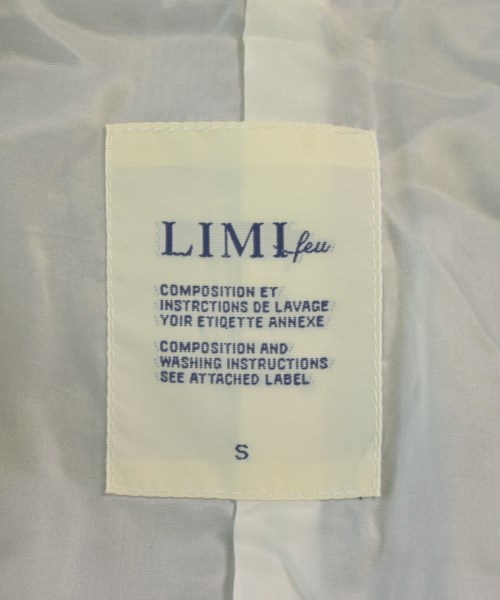 LIMI feu
COMPOSITION ET
INSTRCTIONS DE LAVAGE
YOIR ETIQETTE ANNEXE
COMPOSITION AND
WASHING INSTRUCTIONS
SEE ATTACHED LABEL
S